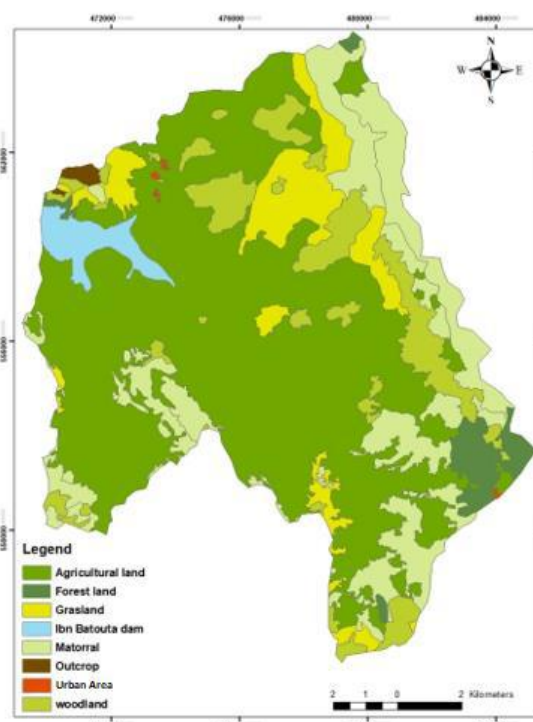 472000 476000 480000 484000
N
W E
S
Legend
Agricultural land
Forest land
Grasland
Ibn Batouta dam
Matorral
Outcrop
Urban Area
woodland
2 1 0 2 Kilometers